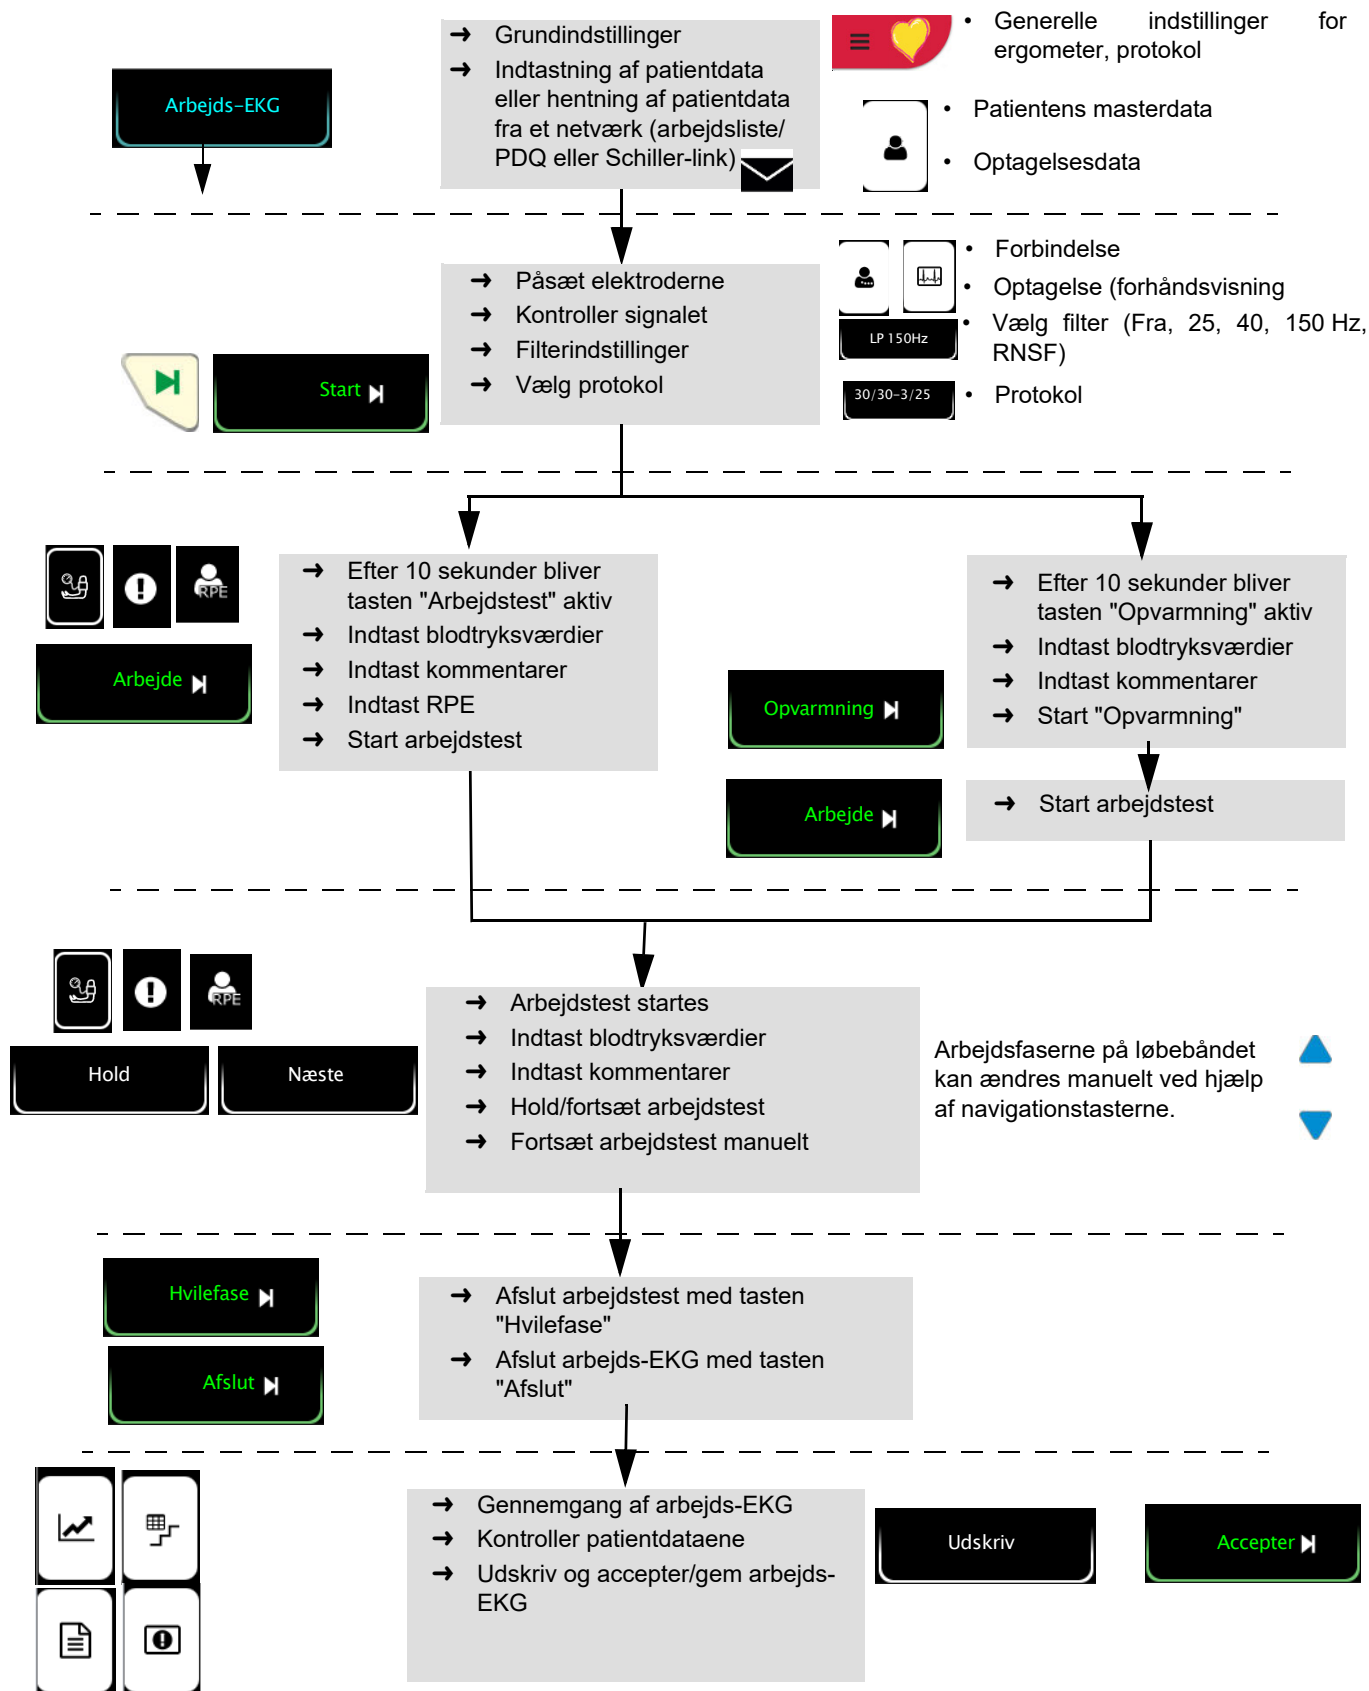 Arbejds-EKG
➜ Grundindstillinger
➜ Indtastning af patientdata
eller hentning af patientdata
fra et netværk (arbejdsliste/
PDQ eller Schiller-link)
• Generelle indstillinger for
ergometer, protokol
• Patientens masterdata
• Optagelsesdata
Start
➜ Påsæt elektroderne
➜ Kontroller signalet
➜ Filterindstillinger
➜ Vælg protokol
LP 150Hz
30/30-3/25
• Forbindelse
• Optagelse (forhåndsvisning
• Vælg filter (Fra, 25, 40, 150 Hz,
RNSF)
• Protokol
RPE
Arbejde
➜ Efter 10 sekunder bliver
tasten "Arbejdstest" aktiv
➜ Indtast blodtryksværdier
➜ Indtast kommentarer
➜ Indtast RPE
➜ Start arbejdstest
Opvarmning
Arbejde
➜ Efter 10 sekunder bliver
tasten "Opvarmning" aktiv
➜ Indtast blodtryksværdier
➜ Indtast kommentarer
➜ Start "Opvarmning"
➜ Start arbejdstest
RPE
Hold
Næste
➜ Arbejdstest startes
➜ Indtast blodtryksværdier
➜ Indtast kommentarer
➜ Hold/fortsæt arbejdstest
➜ Fortsæt arbejdstest manuelt
Arbejdsfaserne på løbebåndet
kan ændres manuelt ved hjælp
af navigationstasterne.
Hvilefase
Afslut
➜ Afslut arbejdstest med tasten
"Hvilefase"
➜ Afslut arbejds-EKG med tasten
"Afslut"
➜ Gennemgang af arbejds-EKG
➜ Kontroller patientdataene
➜ Udskriv og accepter/gem arbejds-
EKG
Udskriv
Accepter